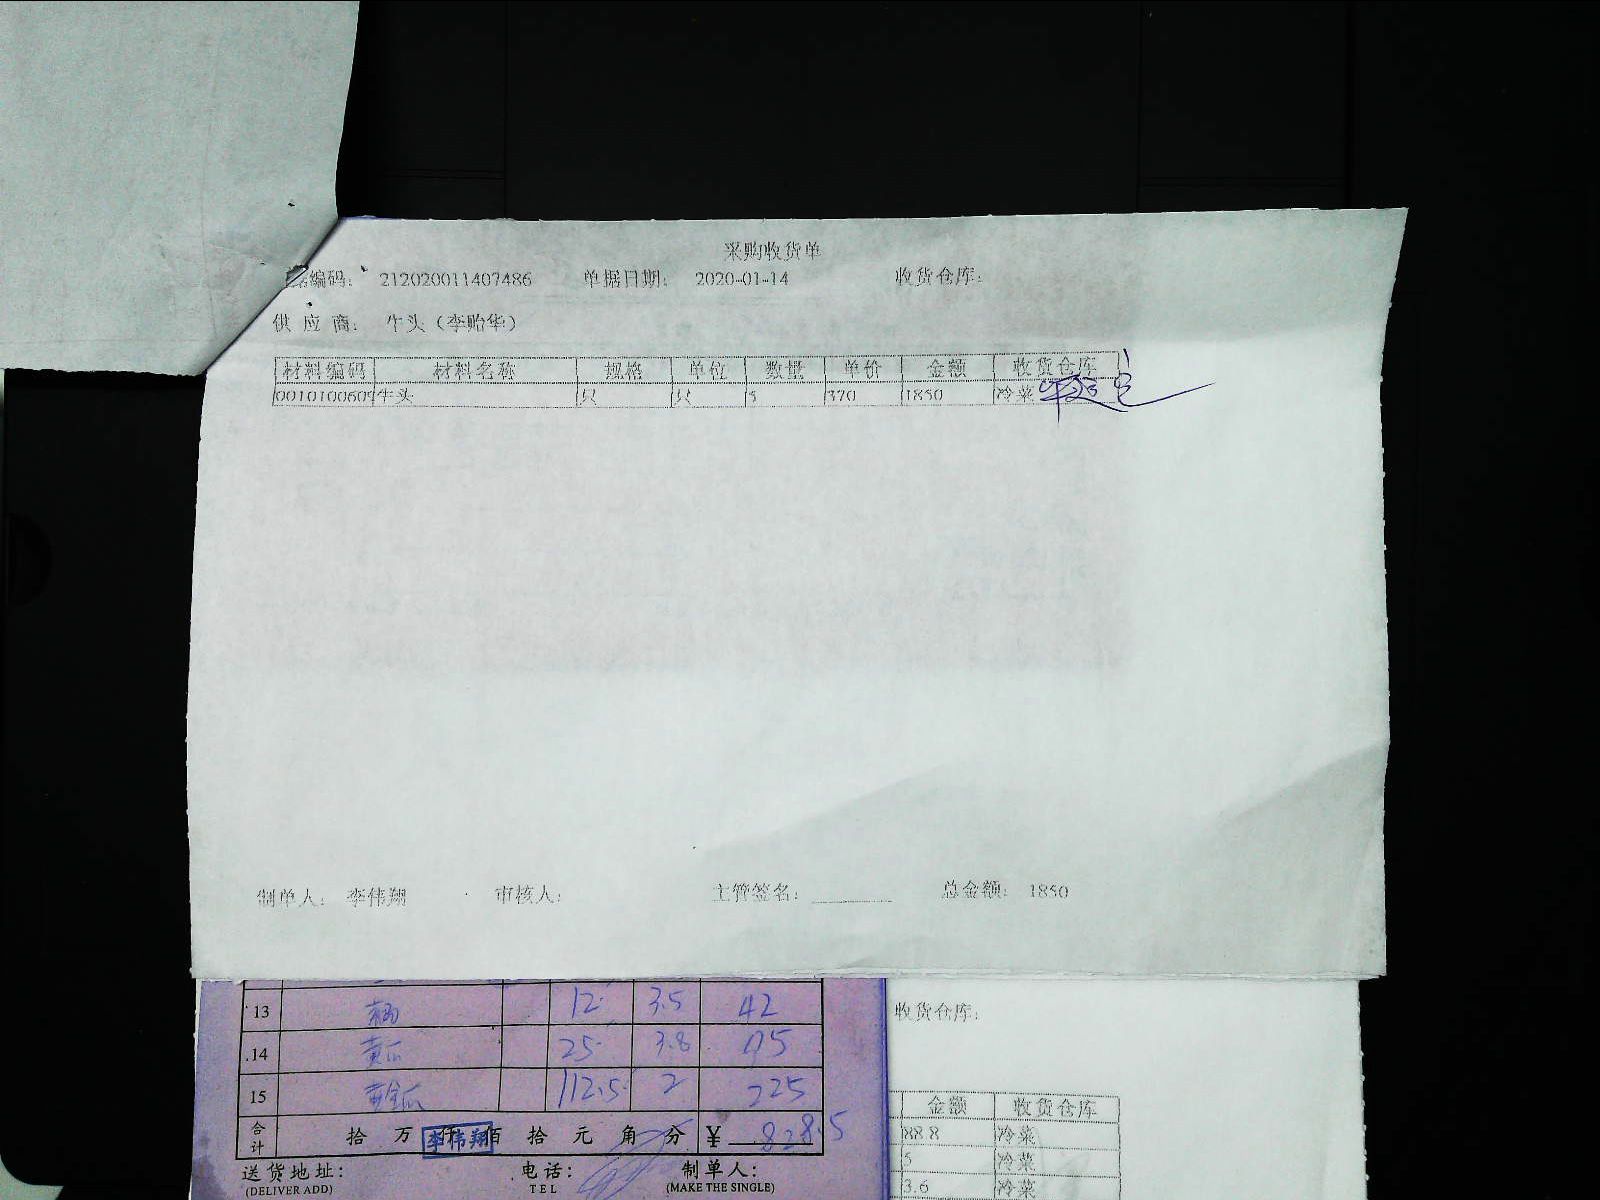 采购收货单
编码: 212020011407486 单据日期: 2020-01-14 收货仓库:
供应商: 牛头(李贻华)
材料编码 材料名称 规格 单位 数量 单价 金额 收货仓库
001010060 牛头 只 只 5 370 1850 冷菜
制单人: 李伟翔 审核人: 主管签名: 总金额: 1850
13 12 3.5 42
14 黄瓜 25 3.8 95
15 黄金瓜 112.5 2 225
合计 拾 万 仟 佰 拾 元 角 分 ¥ 828.5
李伟翔
送货地址: 电话: 制单人:
(DELIVER ADD) TEL (MAKE THE SINGLE)
收货仓库:
金额 收货仓库
88.8 冷菜
5 冷菜
3.6 冷菜